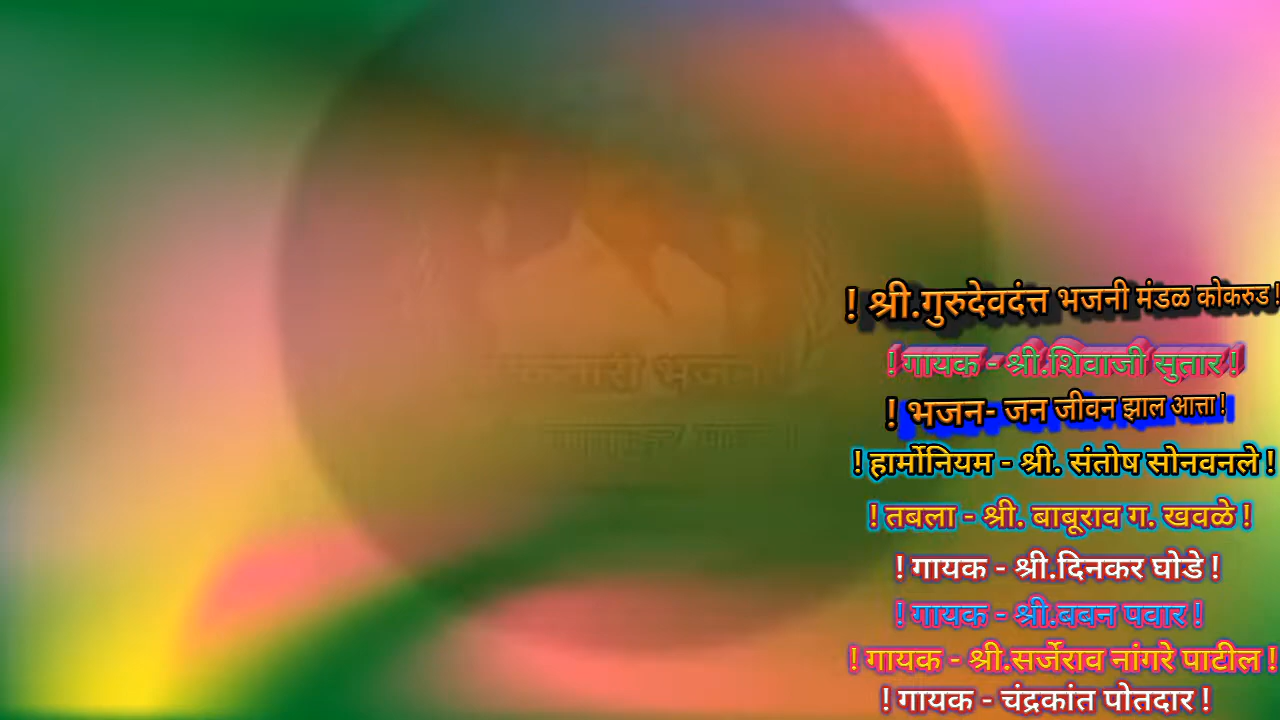 ! श्री.गुरुदेवदंत्त भजनी मंडळ कोकरुड !
! गायक - श्री.शिवाजी सुतार !
! भजन- जन जीवन झाल आत्ता !
! हार्मोनियम - श्री. संतोष सोनवनले !
! तबला - श्री. बाबूराव ग. खवळे !
! गायक - श्री.दिनकर घोडे !
! गायक - श्री.बबन पवार !
! गायक - श्री.सर्जेराव नांगरे पाटील !
! गायक - चंद्रकांत पोतदार !